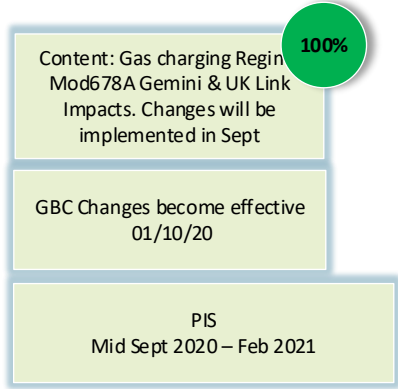 100%
Content: Gas charging Regin
Mod678A Gemini & UK Link
Impacts. Changes will be
implemented in Sept
GBC Changes become effective
01/10/20
PIS
Mid Sept 2020 – Feb 2021